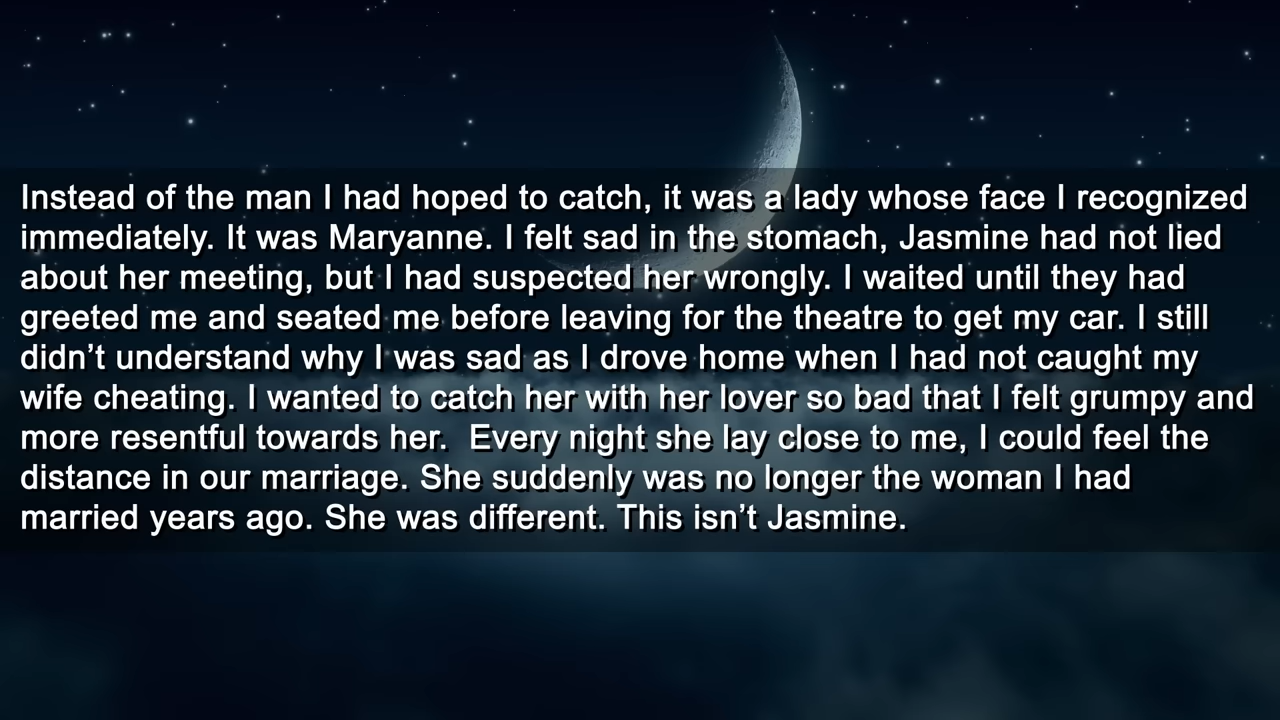 Instead of the man I had hoped to catch, it was a lady whose face I recognized
immediately. It was Maryanne. I felt sad in the stomach, Jasmine had not lied
about her meeting, but I had suspected her wrongly. I waited until they had
greeted me and seated me before leaving for the theatre to get my car. I still
didn’t understand why I was sad as I drove home when I had not caught my
wife cheating. I wanted to catch her with her lover so bad that I felt grumpy and
more resentful towards her.  Every night she lay close to me, I could feel the
distance in our marriage. She suddenly was no longer the woman I had
married years ago. She was different. This isn’t Jasmine.